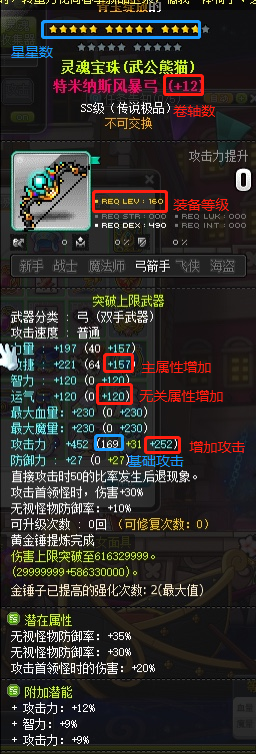 青玉绽放的
星星数
灵魂宝珠(武公熊猫)
特米纳斯风暴弓 (+12)
卷轴数
SS级 (传说极品)
不可交换
攻击力提升
0
REQ LEV : 160
装备等级
REQ STR : 000
REQ LUK : 000
REQ DEX : 490
REQ INT : 000
新手 战士 魔法师 弓箭手 飞侠 海盗
突破上限武器
武器分类 : 弓 (双手武器)
攻击速度 : 普通
力量 : +197 (40 +157)
敏捷 : +221 (64 +157)
主属性增加
智力 : +120 (0 +120)
运气 : +120 (0 +120)
无关属性增加
最大血量: +230 (0 +230)
最大魔量: +230 (0 +230)
攻击力 : +452 (169 +31 +252)
增加攻击
防御力 : +27 (0 +27)
基础攻击
直接攻击时50的比率发生后退现象。
攻击首领怪时, 伤害+30%
无视怪物防御率: +10%
可升级次数 : 0回 (可修复次数: 0)
黄金锤提炼完成
伤害上限突破至616329999。
(29999999+586330000)。
金锤子已提高的强化次数: 2(最大值)
潜在属性
无视怪物防御率: +35%
无视怪物防御率: +30%
攻击首领怪时的伤害: +20%
附加潜能
+ 攻击力: +12%
+ 智力: +9%
+ 攻击力: +9%